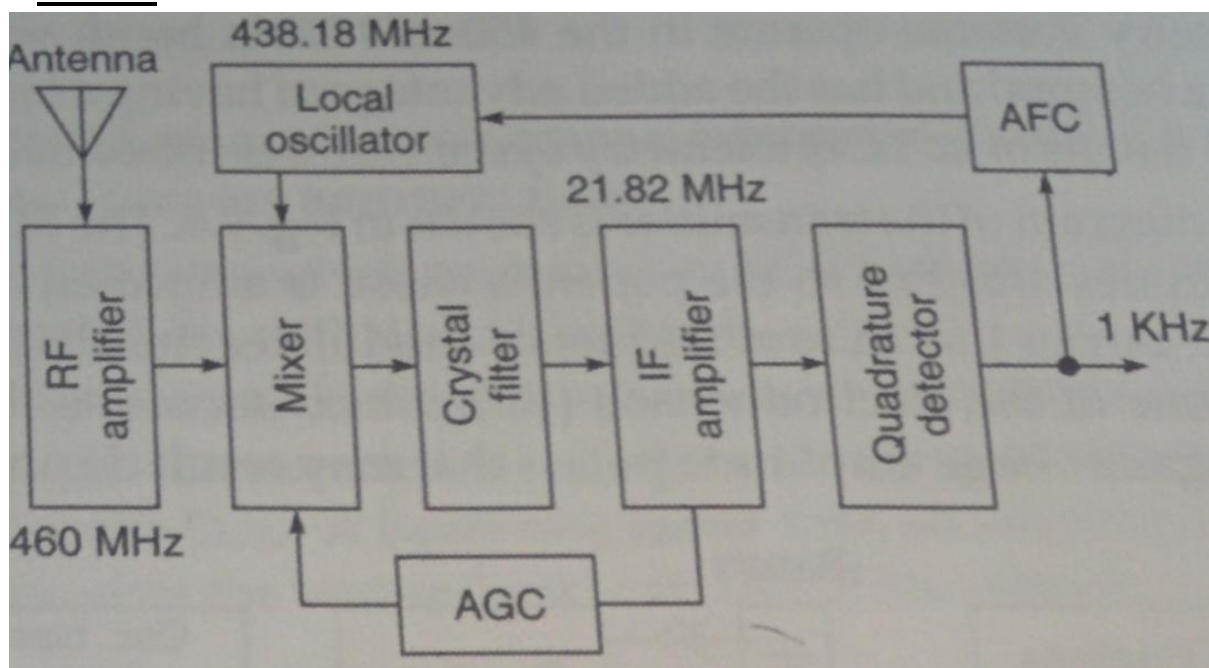 438.18 MHz
Antenna
Local
oscillator
AFC
21.82 MHz
RF
amplifier
Mixer
Crystal
filter
IF
amplifier
Quadrature
detector
1 KHz
460 MHz
AGC